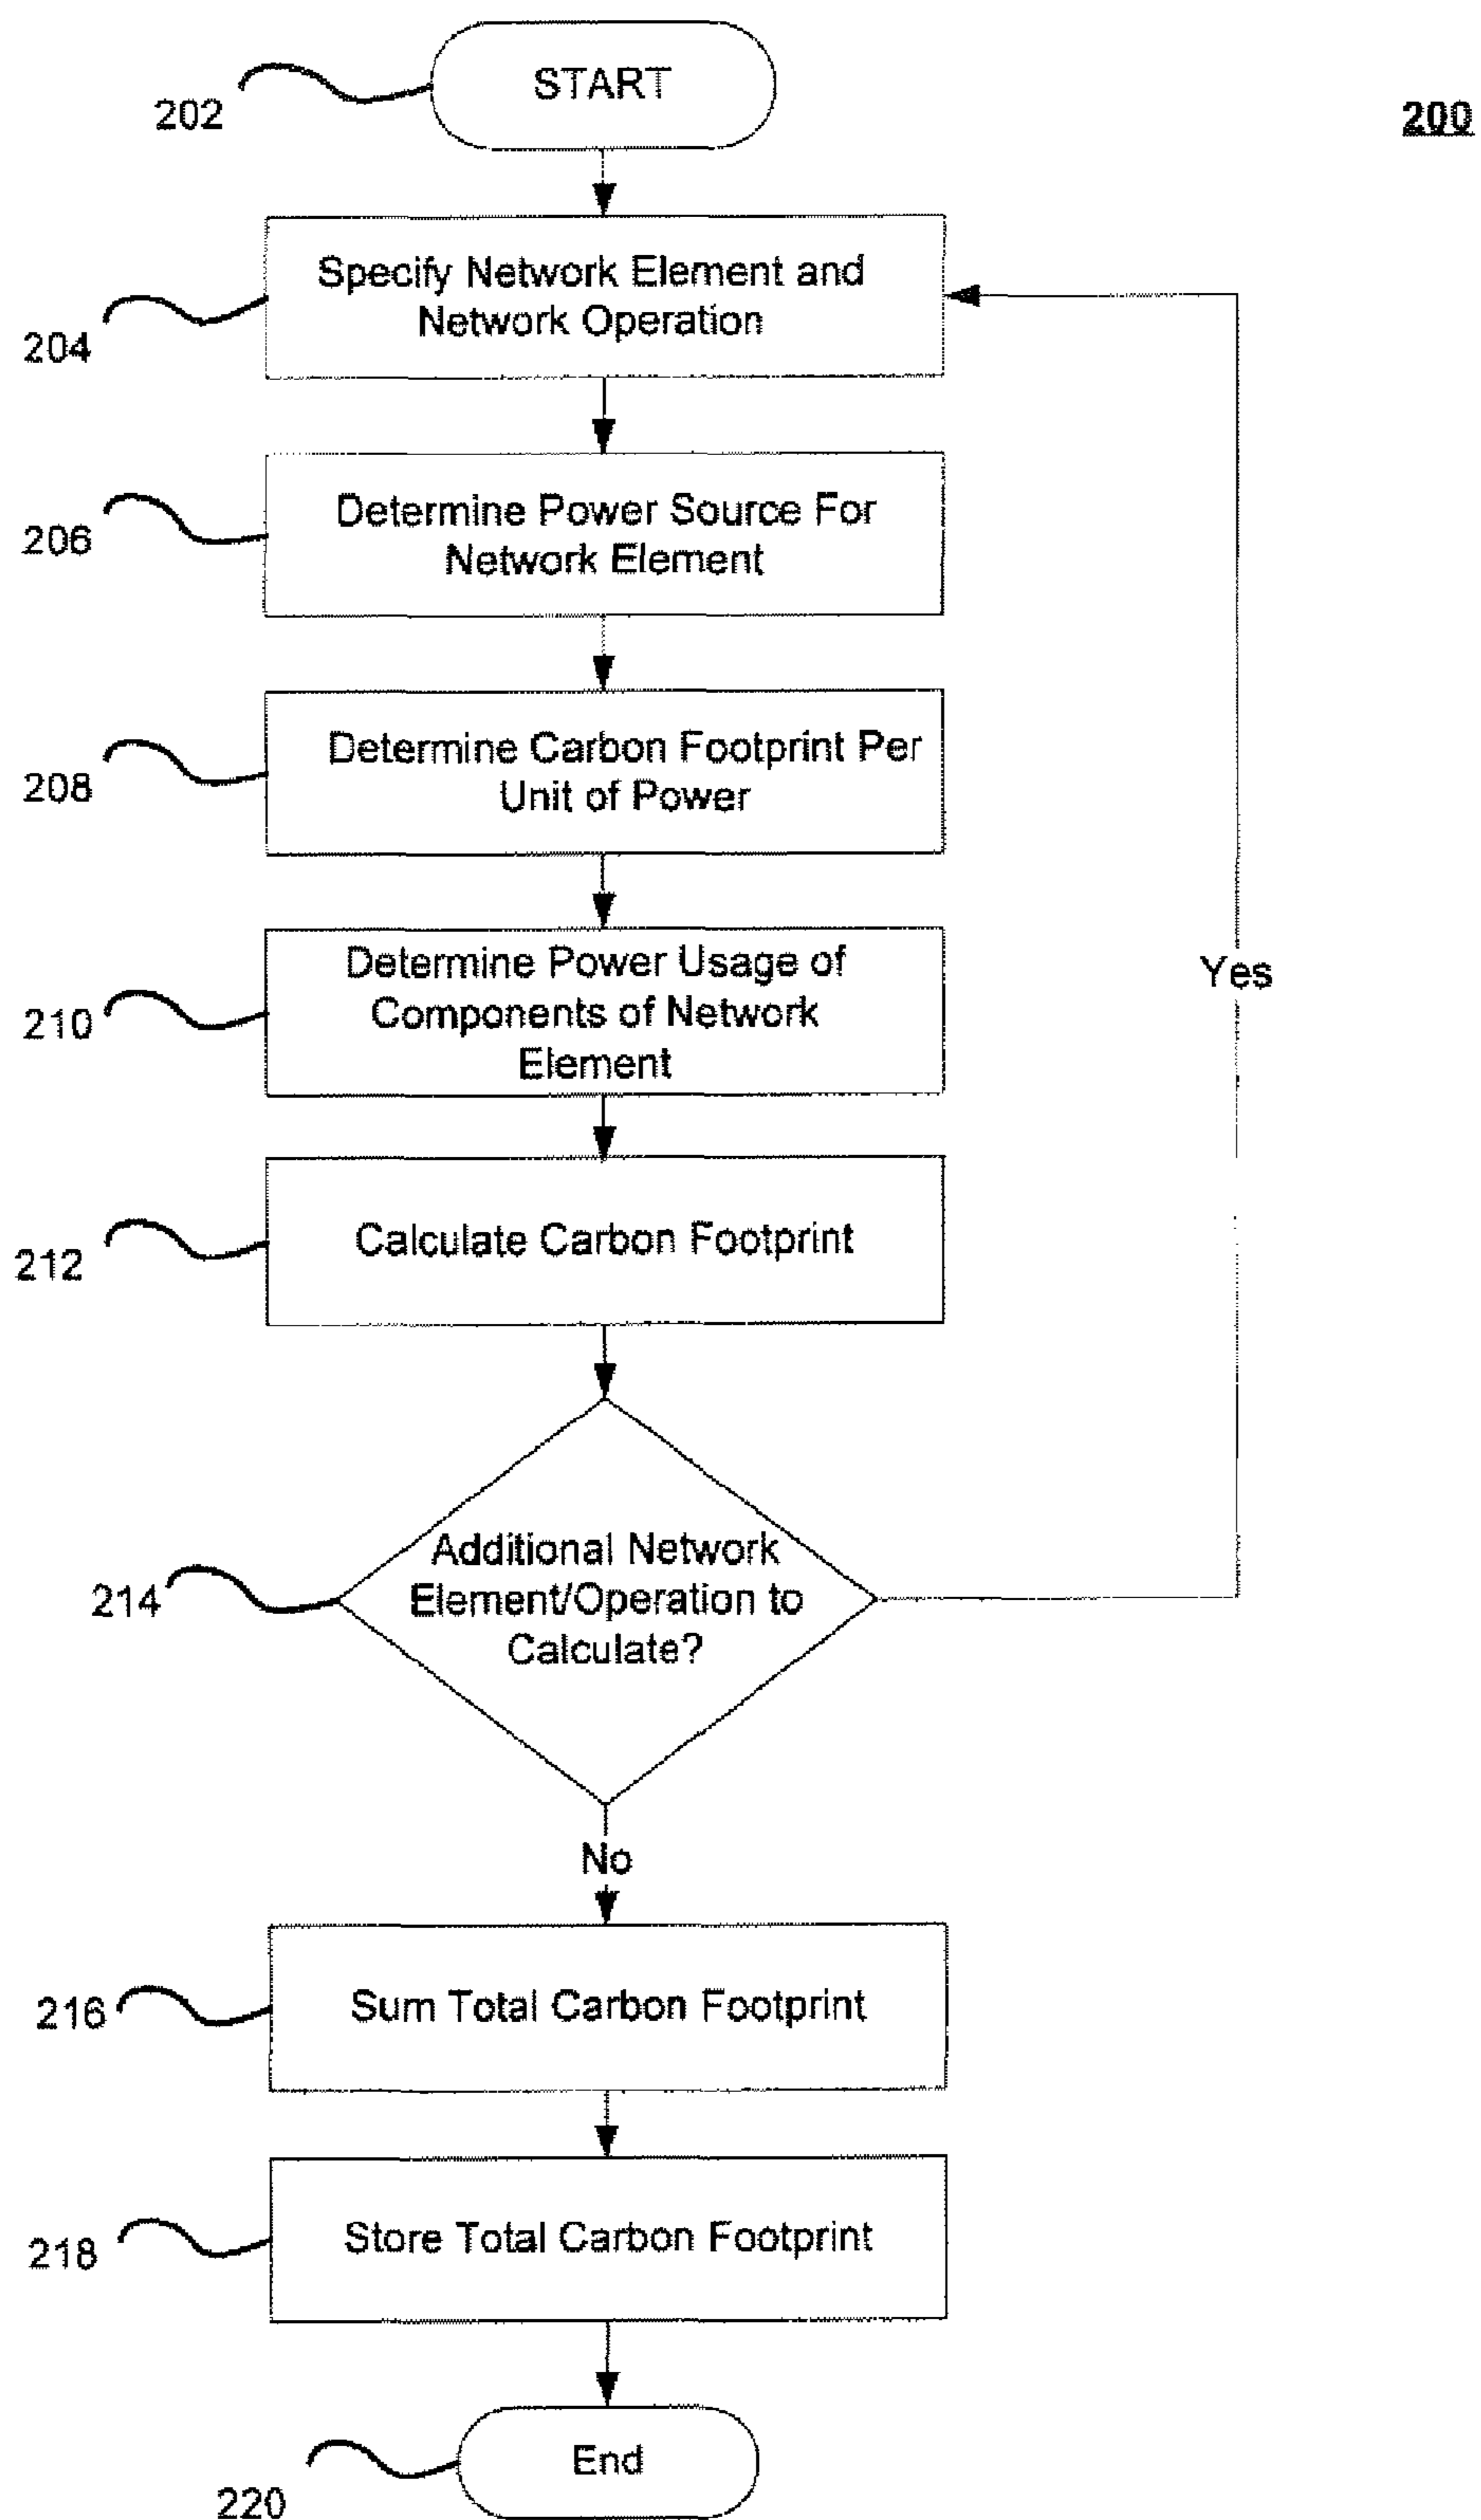 START
202
200
Specify Network Element and
Network Operation
204
Determine Power Source For
Network Element
206
Determine Carbon Footprint Per
Unit of Power
208
Determine Power Usage of
Components of Network
Element
210
Yes
Calculate Carbon Footprint
212
Additional Network
Element/Operation to
Calculate?
214
No
Sum Total Carbon Footprint
216
Store Total Carbon Footprint
218
End
220